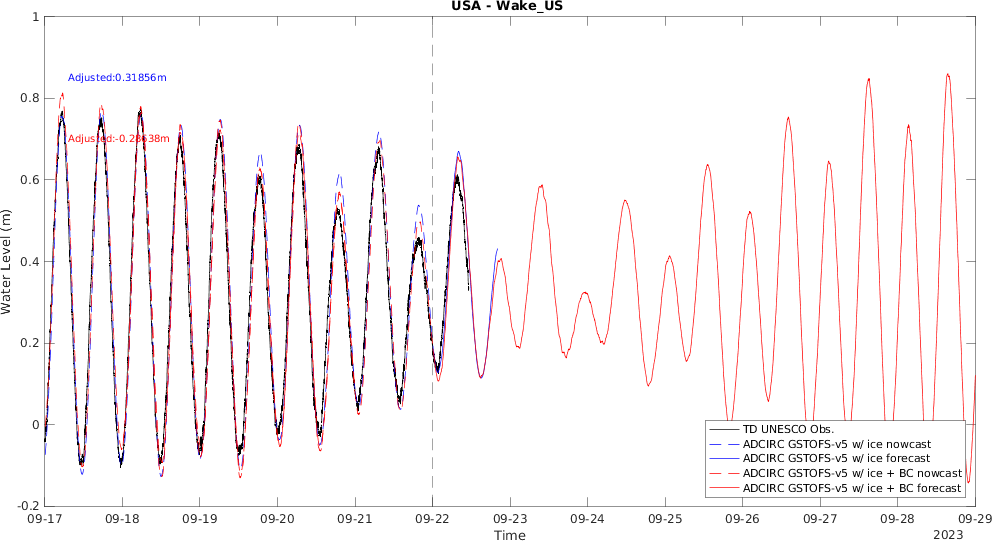 USA - Wake_US
Water Level (m)
1
0.8
0.6
0.4
0.2
0
-0.2
Adjusted:0.31856m
Adjusted:-0.28638m
TD UNESCO Obs.
ADCIRC GSTOFS-v5 w/ ice nowcast
ADCIRC GSTOFS-v5 w/ ice forecast
ADCIRC GSTOFS-v5 w/ ice + BC nowcast
ADCIRC GSTOFS-v5 w/ ice + BC forecast
09-17 09-18 09-19 09-20 09-21 09-22 09-23 09-24 09-25 09-26 09-27 09-28 09-29
Time
2023